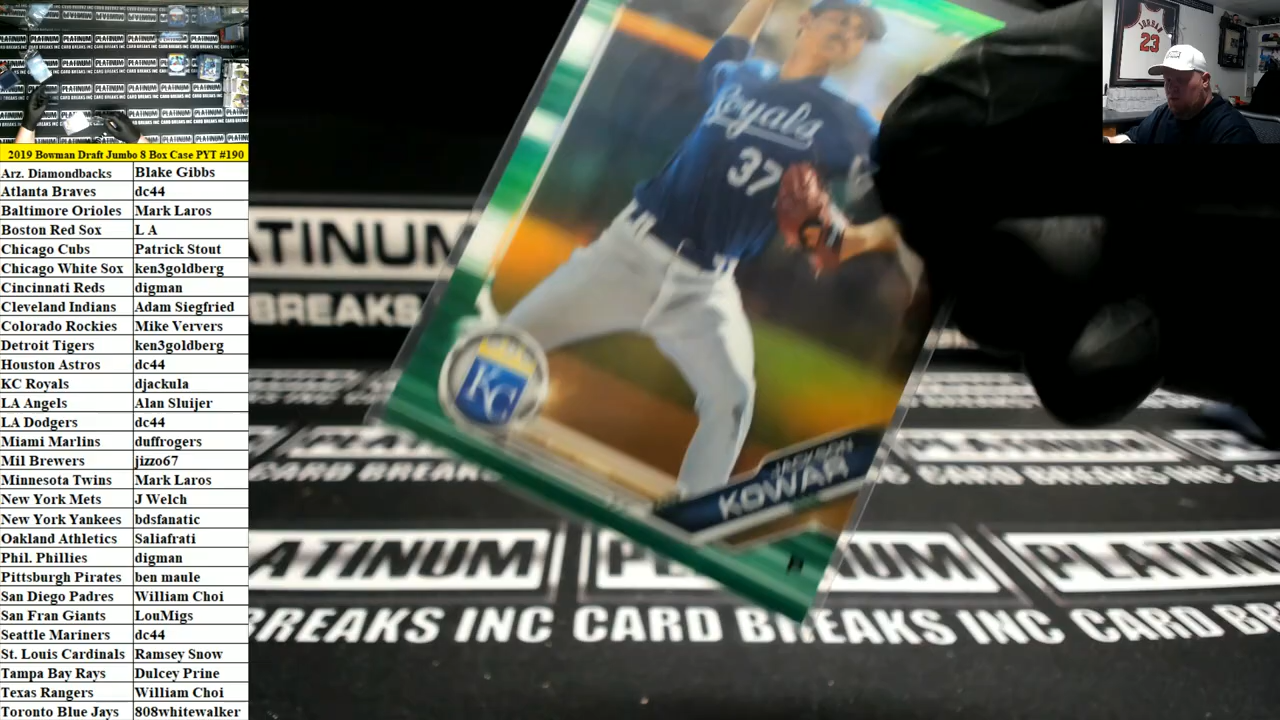 2019 Bowman Draft Jumbo 8 Box Case PYT #190
Arz. Diamondbacks Blake Gibbs
Atlanta Braves dc44
Baltimore Orioles Mark Laros
Boston Red Sox L A
Chicago Cubs Patrick Stout
Chicago White Sox ken3goldberg
Cincinnati Reds digman
Cleveland Indians Adam Siegfried
Colorado Rockies Mike Ververs
Detroit Tigers ken3goldberg
Houston Astros dc44
KC Royals djackula
LA Angels Alan Sluijer
LA Dodgers dc44
Miami Marlins duffrogers
Mil Brewers jizzo67
Minnesota Twins Mark Laros
New York Mets J Welch
New York Yankees bdsfanatic
Oakland Athletics Saliafrati
Phil. Phillies digman
Pittsburgh Pirates ben maule
San Diego Padres William Choi
San Fran Giants LouMigs
Seattle Mariners dc44
St. Louis Cardinals Ramsey Snow
Tampa Bay Rays Dulcey Prine
Texas Rangers William Choi
Toronto Blue Jays 808whitewalker
Royals
37
KC
JACKSON
KOWAR
P
JORDAN
23
ATINUM
BREAKS
CARD BREAKS
ATINUM PLATINUM PLATINUM
BREAKS INC CARD BREAKS INC CARD BR